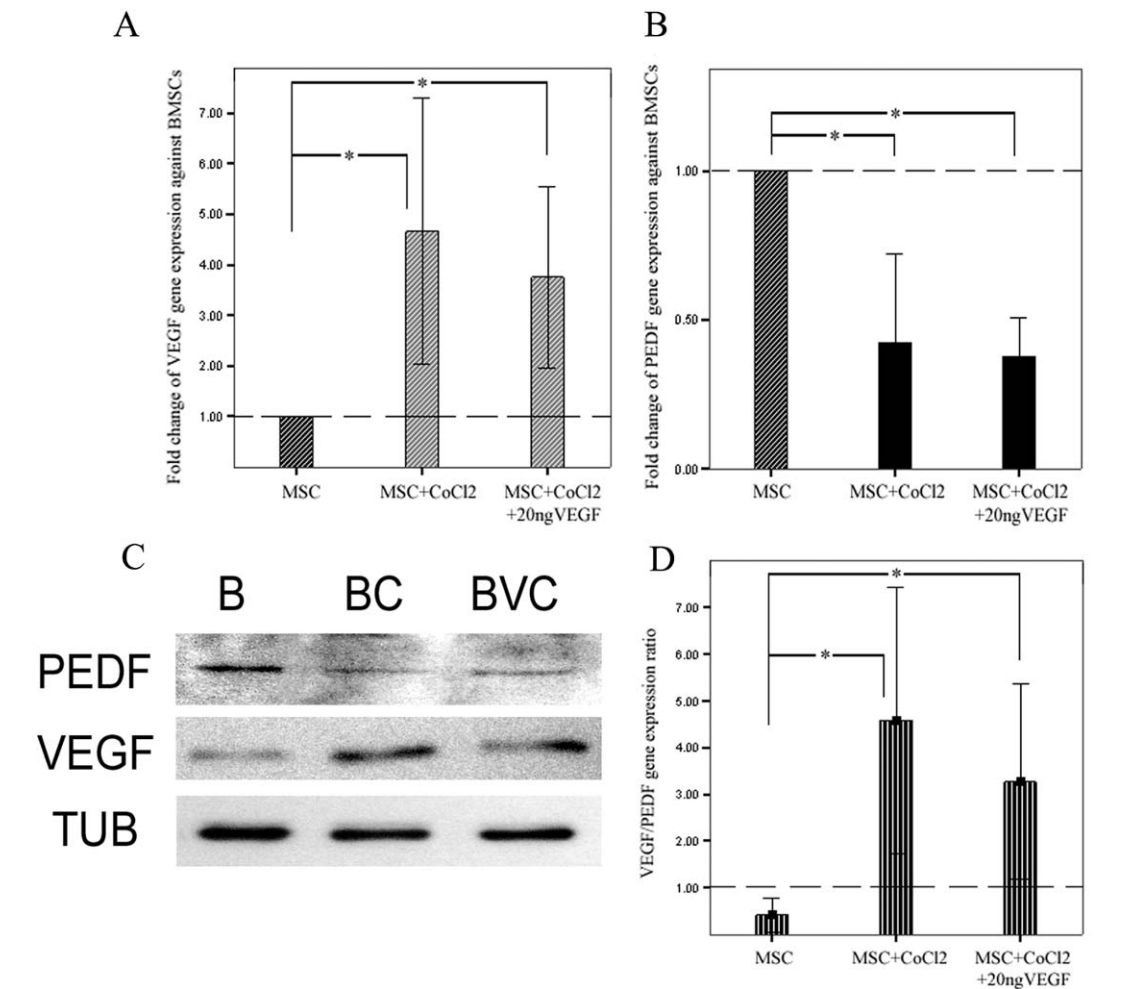 A
Fold change of VEGF gene expression against BMSCs
7.00
6.00
5.00
4.00
3.00
2.00
1.00
*
*
MSC
MSC+CoCl2
MSC+CoCl2
+20ngVEGF
B
Fold change of PEDF gene expression against BMSCs
1.00
0.50
0.00
*
*
MSC
MSC+CoCl2
MSC+CoCl2
+20ngVEGF
C
B BC BVC
PEDF
VEGF
TUB
D
VEGF/PEDF gene expression ratio
7.00
6.00
5.00
4.00
3.00
2.00
1.00
*
*
MSC
MSC+CoCl2
MSC+CoCl2
+20ngVEGF